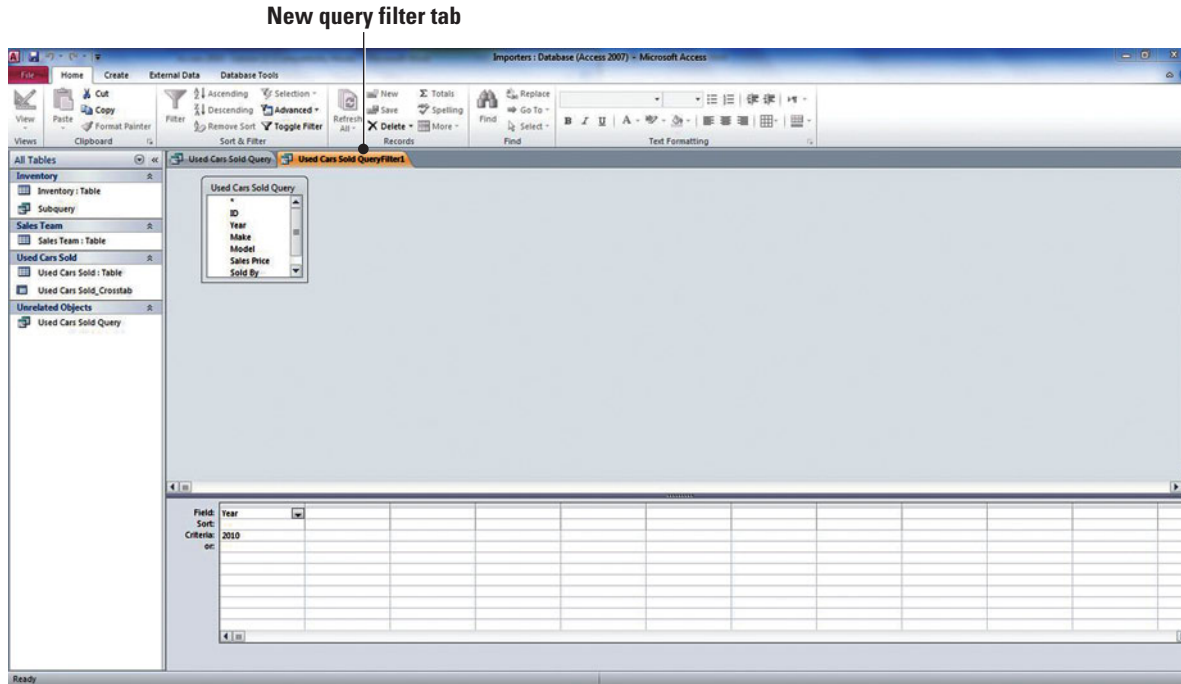 New query filter tab
Importers : Database (Access 2007) - Microsoft Access
File Home Create External Data Database Tools
View Paste Cut Copy Format Painter
Filter Ascending Descending Remove Sort Selection Advanced Toggle Filter
Refresh All New Save Delete Totals Spelling More
Find Replace Go To Select
B I U A
Views Clipboard Sort & Filter Records Find Text Formatting
All Tables
Used Cars Sold Query Used Cars Sold QueryFilter1
Inventory
Inventory : Table
Subquery
Sales Team
Sales Team : Table
Used Cars Sold
Used Cars Sold : Table
Used Cars Sold_Crosstab
Unrelated Objects
Used Cars Sold Query
Used Cars Sold Query
*
ID
Year
Make
Model
Sales Price
Sold By
Field: Year
Sort:
Criteria: 2010
or:
Ready